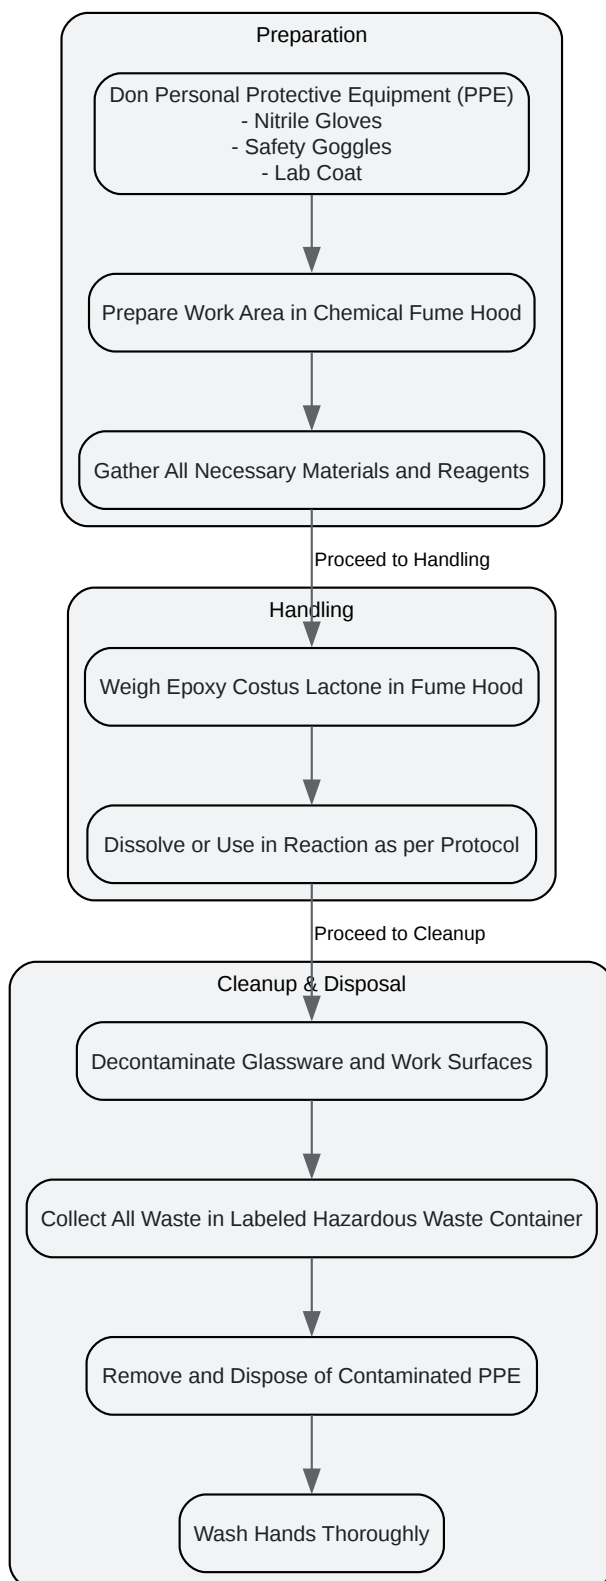 Preparation
Don Personal Protective Equipment (PPE)
- Nitrile Gloves
- Safety Goggles
- Lab Coat
Prepare Work Area in Chemical Fume Hood
Gather All Necessary Materials and Reagents
Proceed to Handling
Handling
Weigh Epoxy Costus Lactone in Fume Hood
Dissolve or Use in Reaction as per Protocol
Proceed to Cleanup
Cleanup & Disposal
Decontaminate Glassware and Work Surfaces
Collect All Waste in Labeled Hazardous Waste Container
Remove and Dispose of Contaminated PPE
Wash Hands Thoroughly